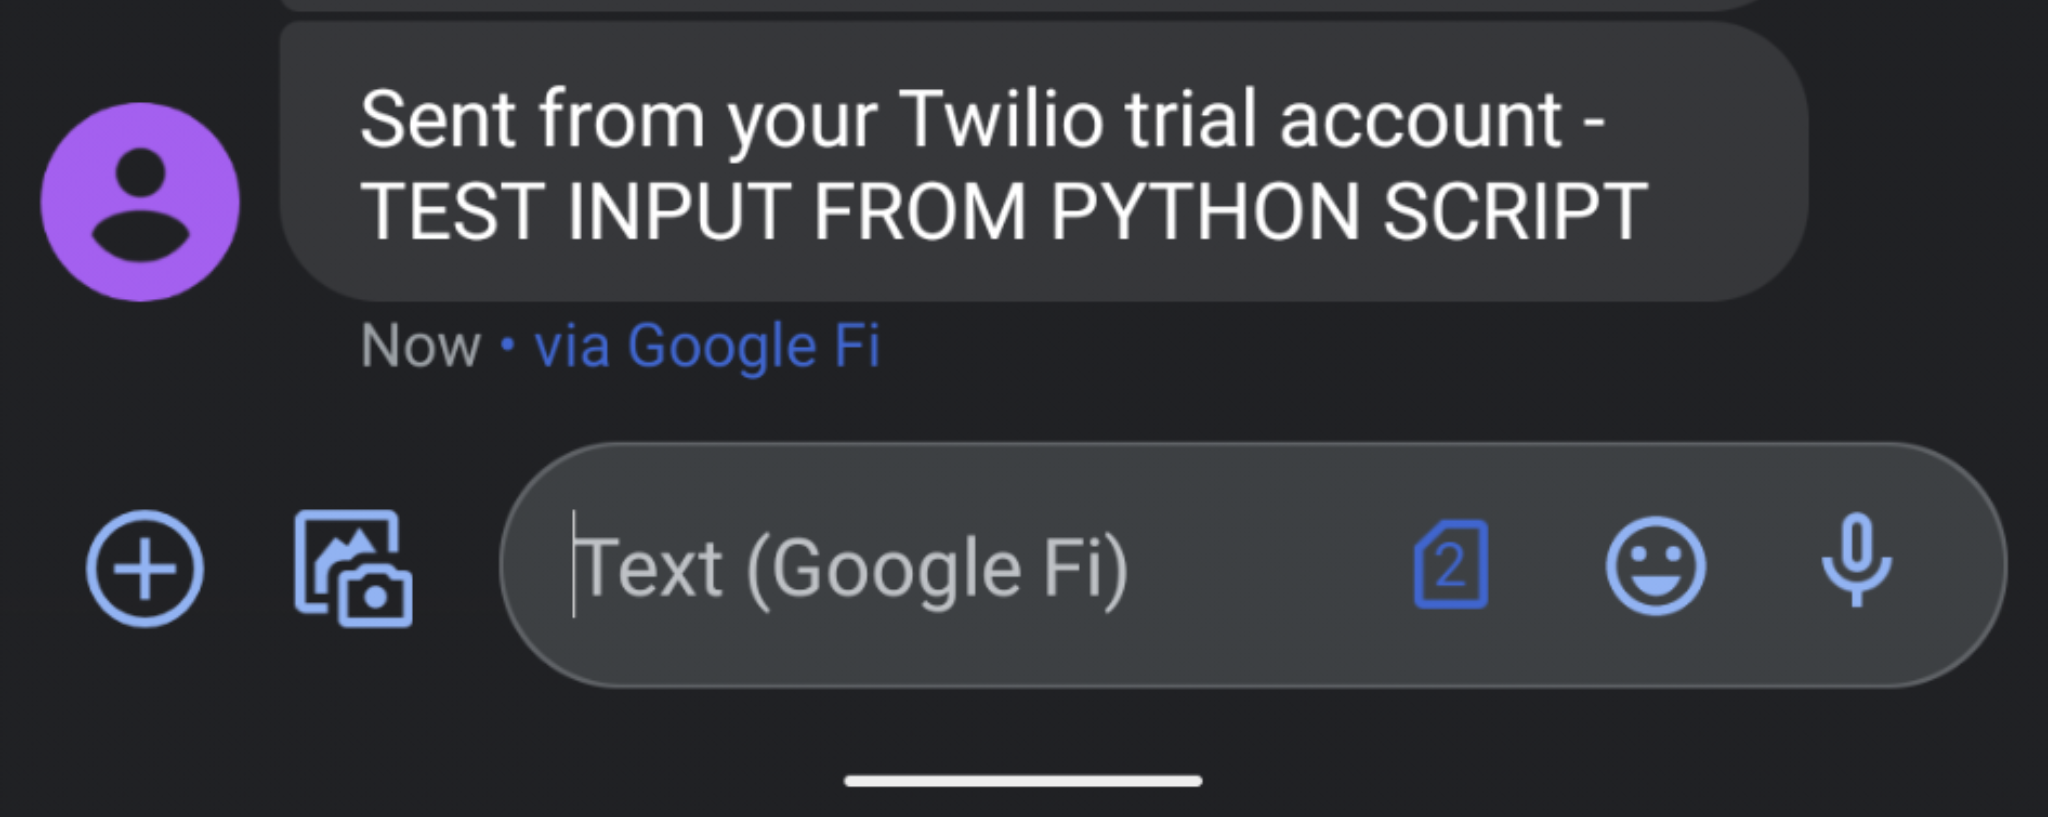 Sent from your Twilio trial account -
TEST INPUT FROM PYTHON SCRIPT
Now • via Google Fi
Text (Google Fi)
2